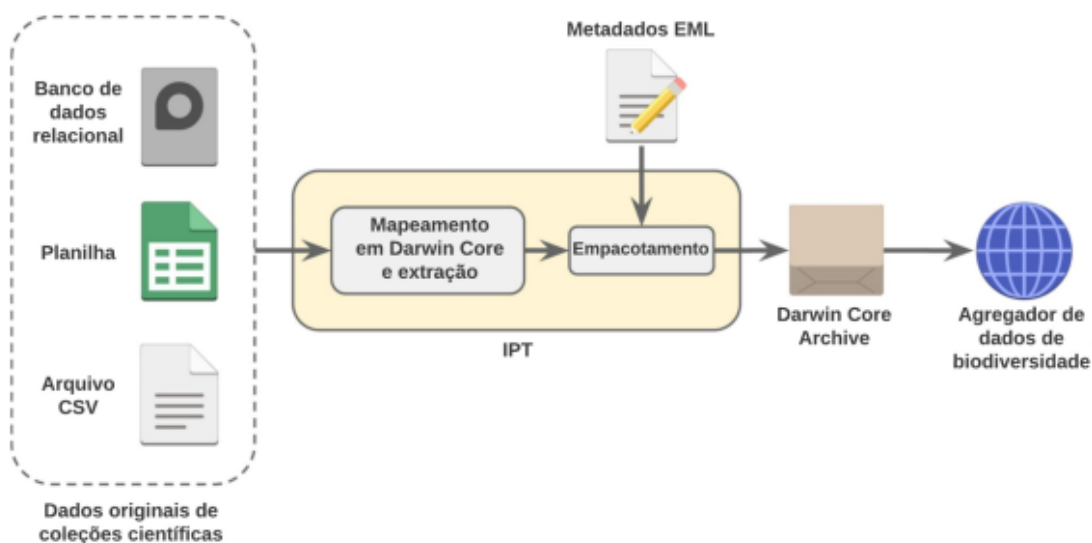 Metadados EML
Banco de
dados
relacional
Planilha
Arquivo
CSV
Dados originais de
coleções científicas
Mapeamento
em Darwin Core
e extração
Empacotamento
IPT
Darwin Core
Archive
Agregador de
dados de
biodiversidade